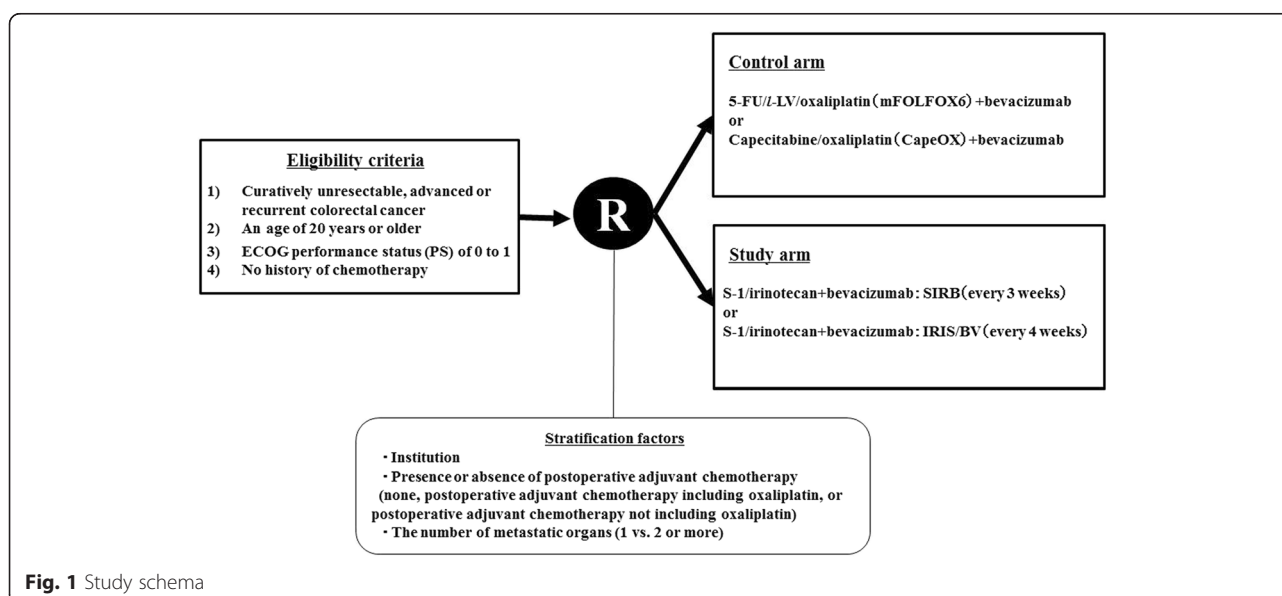 Eligibility criteria
1) Curatively unresectable, advanced or
recurrent colorectal cancer
2) An age of 20 years or older
3) ECOG performance status (PS) of 0 to 1
4) No history of chemotherapy
R
Control arm
5-FU/l-LV/oxaliplatin(mFOLFOX6)+bevacizumab
or
Capecitabine/oxaliplatin(CapeOX)+bevacizumab
Study arm
S-1/irinotecan+bevacizumab: SIRB(every 3 weeks)
or
S-1/irinotecan+bevacizumab: IRIS/BV(every 4 weeks)
Stratification factors
・Institution
・Presence or absence of postoperative adjuvant chemotherapy
(none, postoperative adjuvant chemotherapy including oxaliplatin, or
postoperative adjuvant chemotherapy not including oxaliplatin)
・The number of metastatic organs (1 vs. 2 or more)
Fig. 1 Study schema